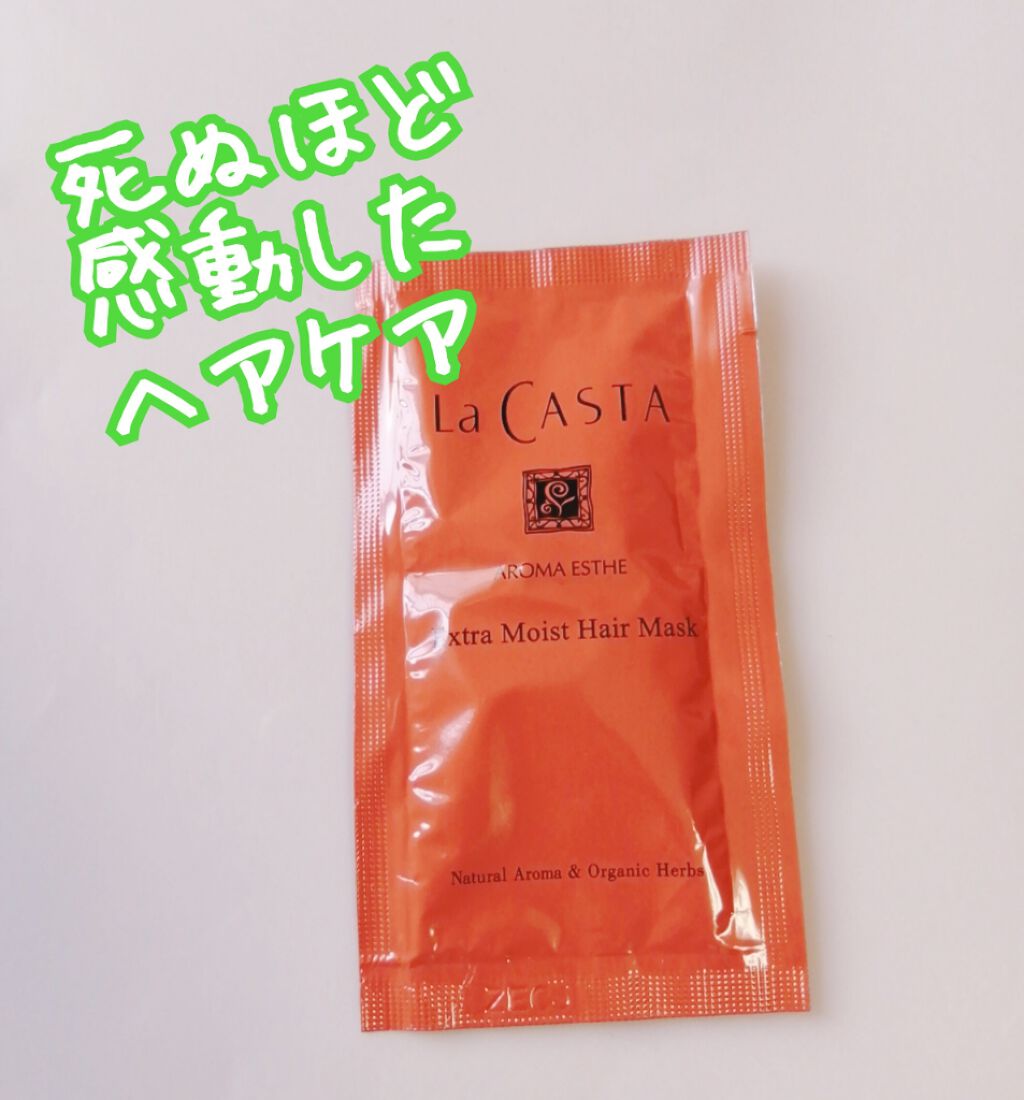 死ぬほど
感動した
ヘアケア
La CASTA
AROMA ESTHE
Extra Moist Hair Mask
Natural Aroma & Organic Herbs